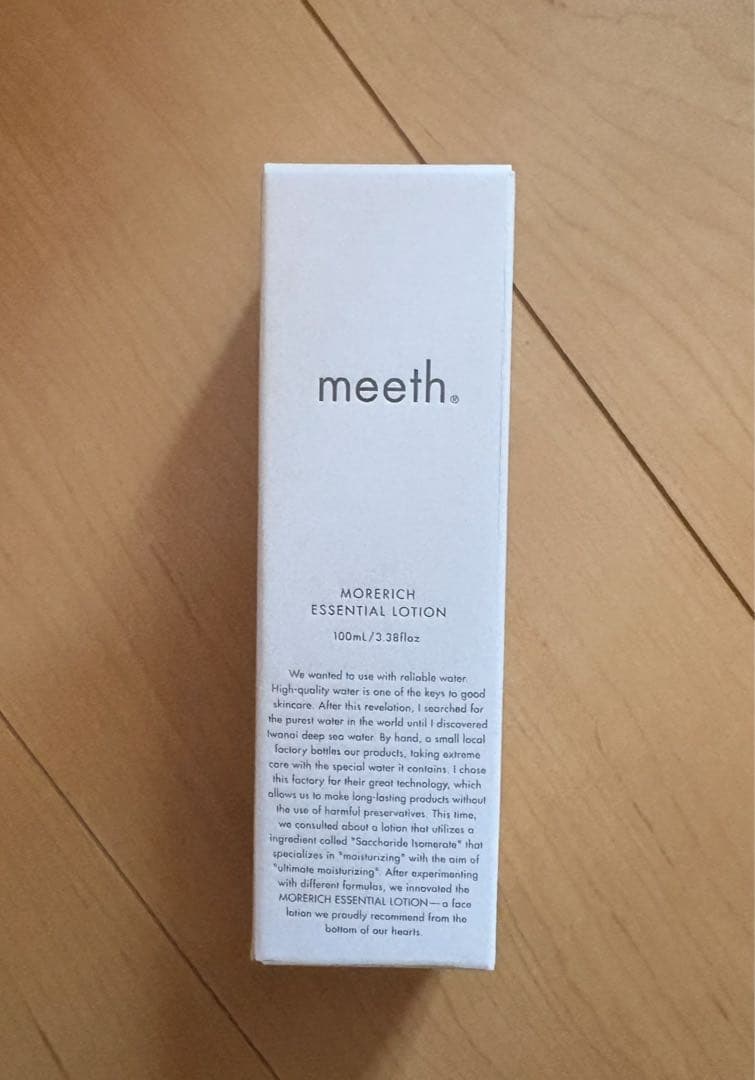 meeth.®
MORERICH
ESSENTIAL LOTION
100mL/3.38floz
We wanted to use with reliable water.
High-quality water is one of the keys to good
skincare. After this revelation, I searched for
the purest water in the world until I discovered
Iwanai deep sea water. By hand, a small local
factory bottles our products, taking extreme
care with the special water it contains. I chose
this factory for their great technology, which
allows us to make long-lasting products without
the use of harmful preservatives. This time,
we consulted about a lotion that utilizes a
ingredient called "Saccharide Isomerate" that
specializes in "moisturizing" with the aim of
"ultimate moisturizing". After experimenting
with different formulas, we innovated the
MORERICH ESSENTIAL LOTION—a face
lotion we proudly recommend from the
bottom of our hearts.